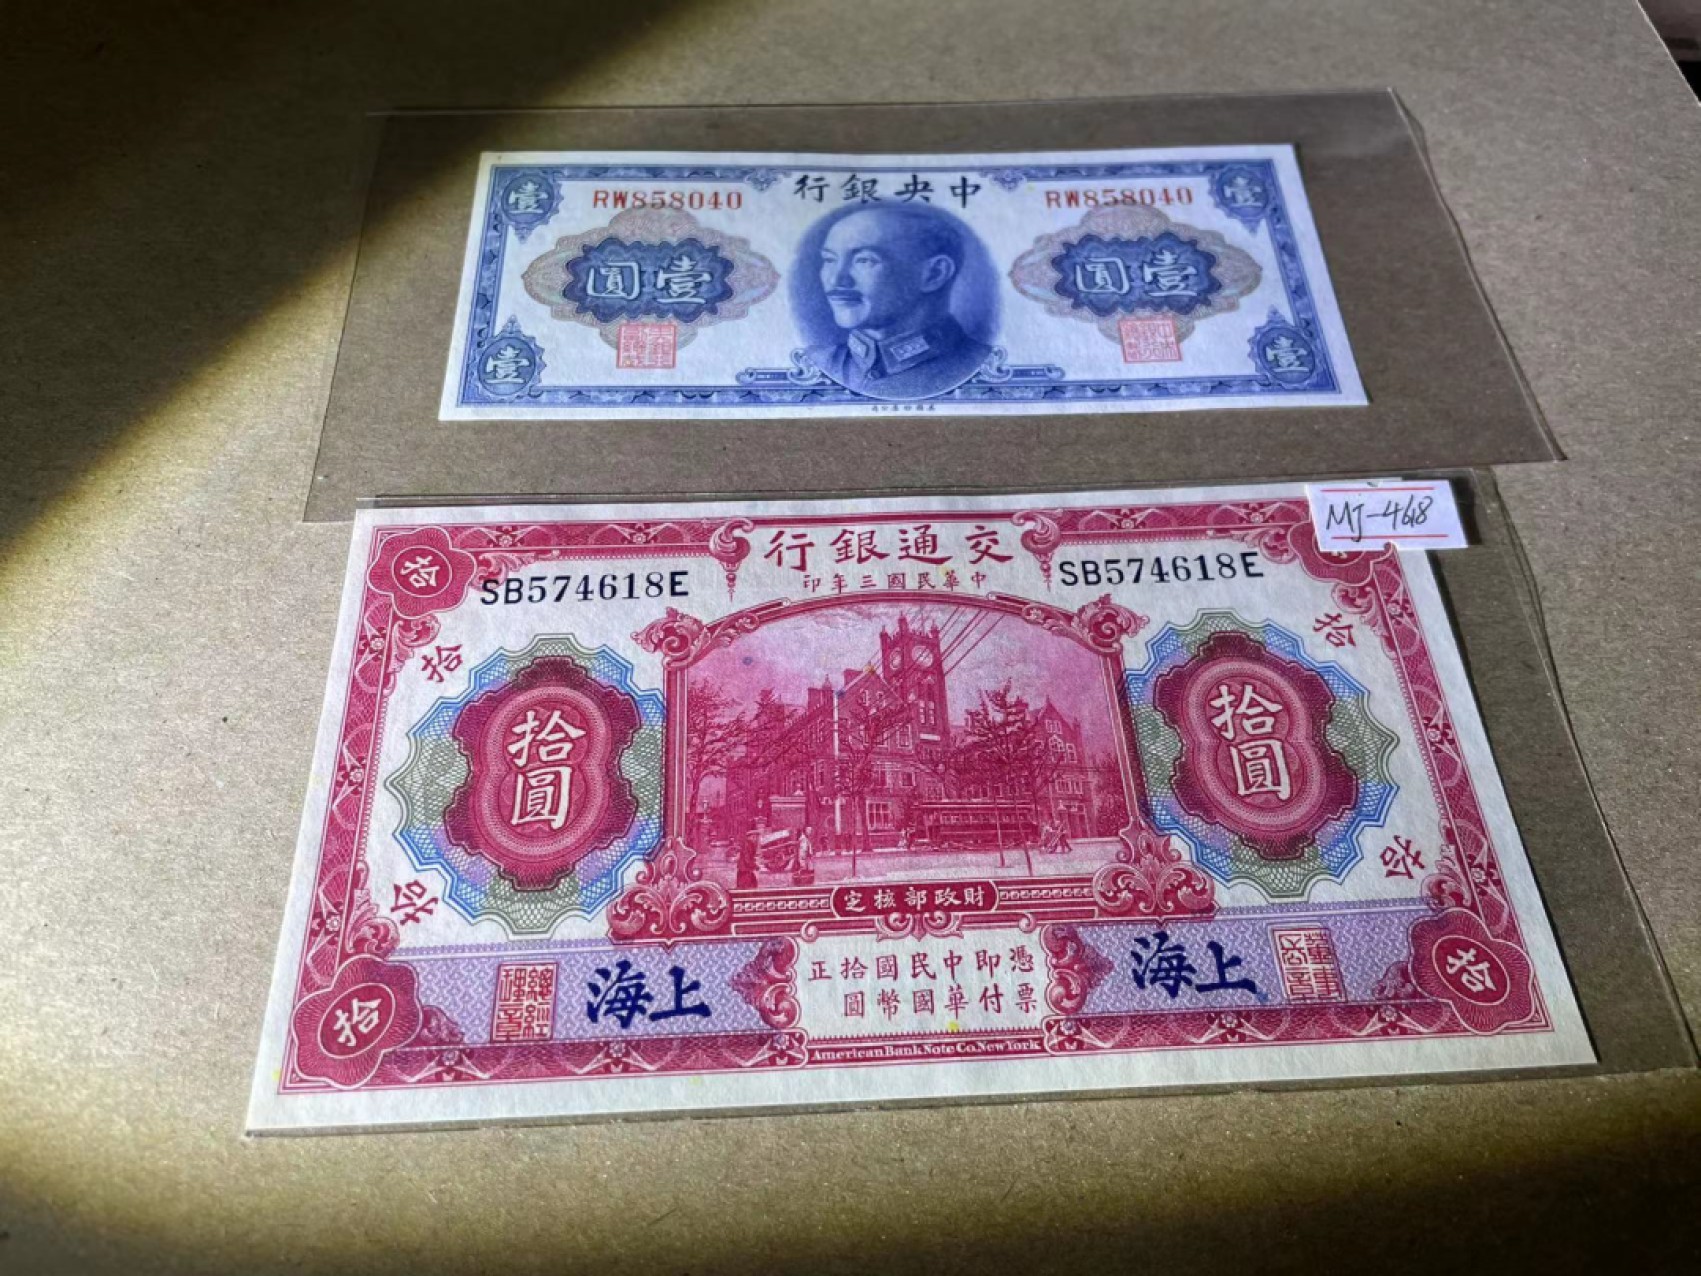 中央銀行
RW858040
RW858040
壹
壹
壹圓
壹圓
壹
壹
MJ-468
交通銀行
中華民國三年印
SB574618E
SB574618E
拾
拾
拾
拾圓
拾圓
拾
拾
財政部核定
上海
上海
憑即中民國拾正
票付華國幣圓
拾
拾
American Bank Note Co. New York.